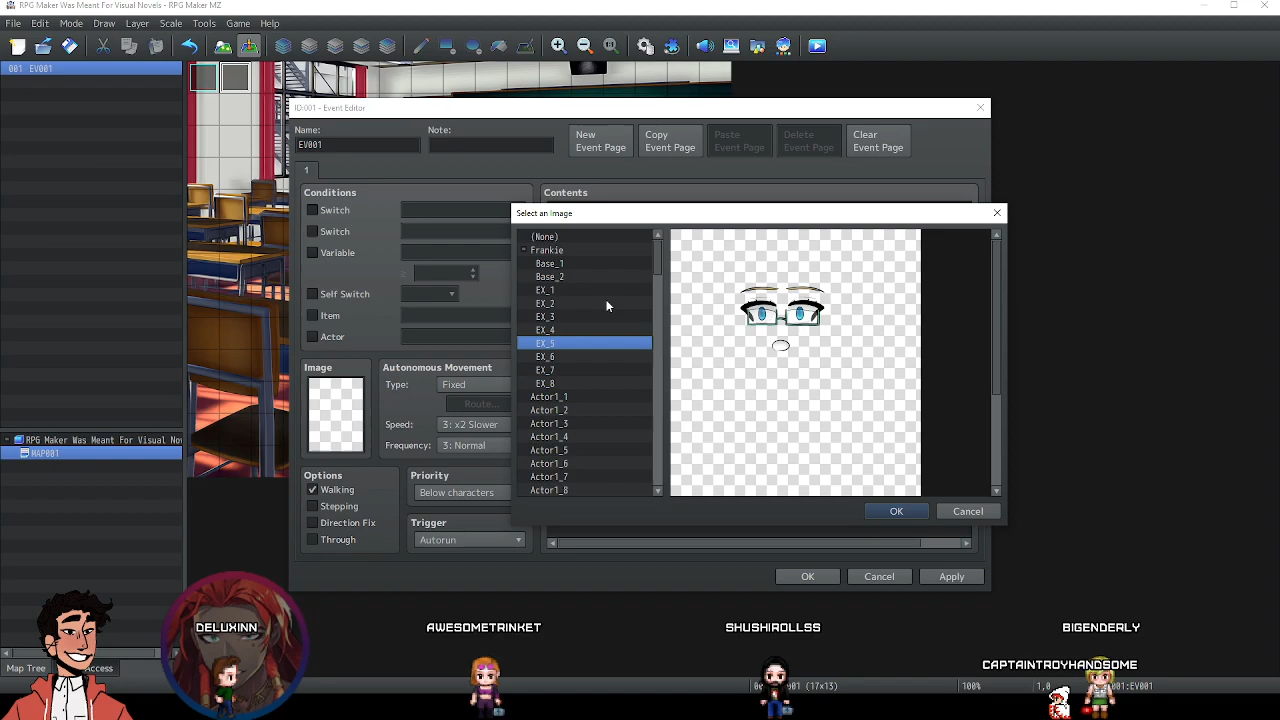 RPG Maker Was Meant For Visual Novels - RPG Maker MZ
File Edit Mode Draw Layer Scale Tools Game Help
001 EV001
ID:001 - Event Editor
Name: Note:
EV001
New Event Page
Copy Event Page
Paste Event Page
Delete Event Page
Clear Event Page
1
Conditions
Switch
Switch
Variable
≥
Self Switch
Item
Actor
Contents
Select an Image
(None)
Frankie
Base_1
Base_2
EX_1
EX_2
EX_3
EX_4
EX_5
EX_6
EX_7
EX_8
Actor1_1
Actor1_2
Actor1_3
Actor1_4
Actor1_5
Actor1_6
Actor1_7
Actor1_8
OK Cancel
Image
Autonomous Movement
Type: Fixed
Route...
Speed: 3: x2 Slower
Frequency: 3: Normal
Options
Walking
Stepping
Direction Fix
Through
Priority
Below characters
Trigger
Autorun
OK Cancel Apply
RPG Maker Was Meant For Visual Nov
MAP001
DELUXINN
AWESOMETRINKET
SHUSHIROLLSS
BIGENDERLY
CAPTAINTROYHANDSOME
Map Tree
001 (17x13)
100%
1,0
:EV001